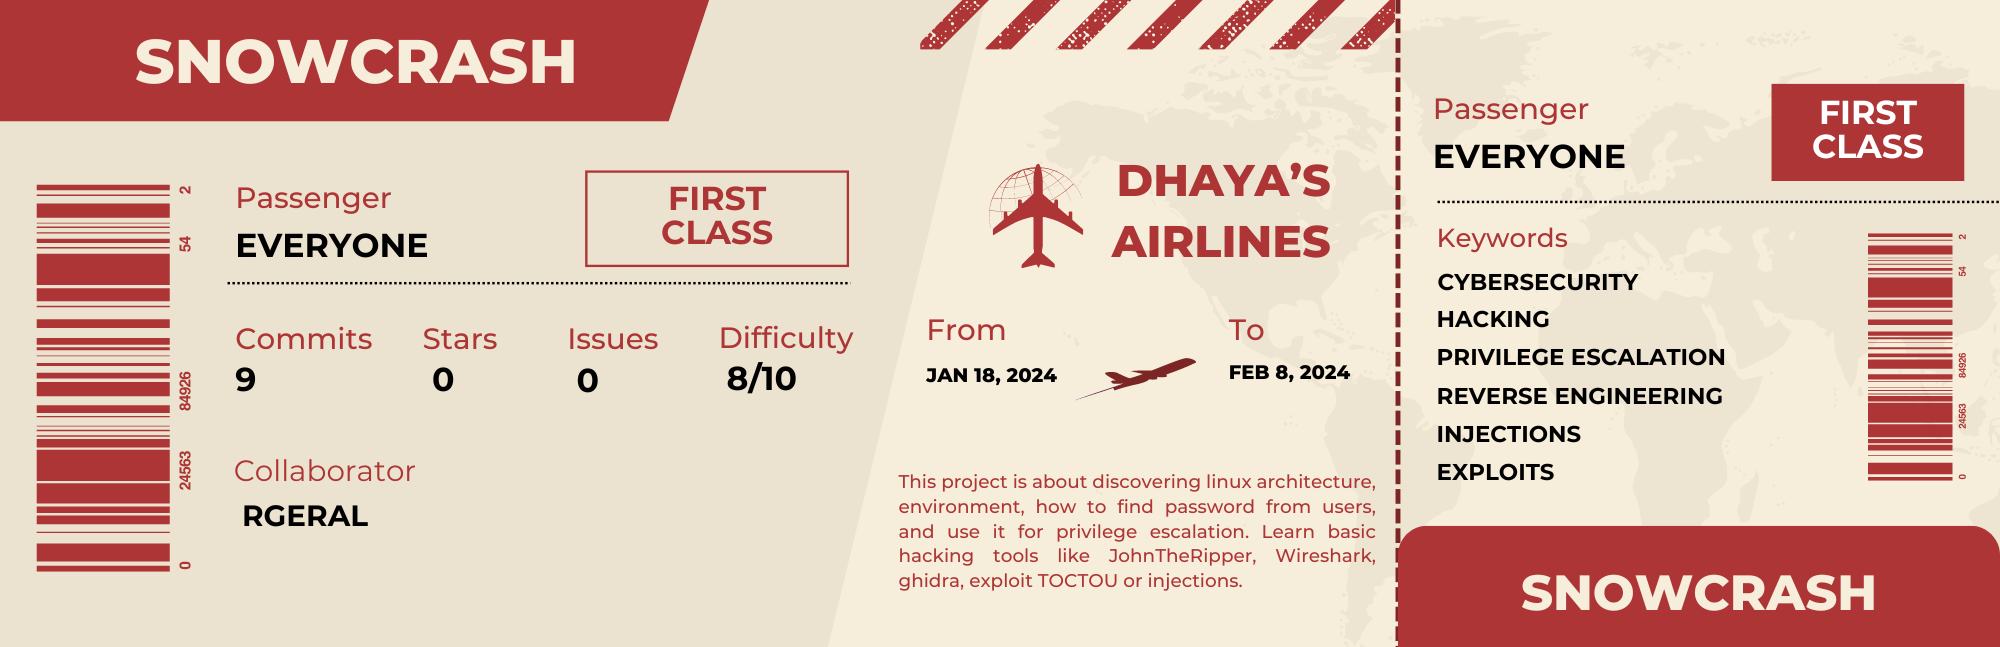 SNOWCRASH
2
54
84926
24563
0
Passenger
EVERYONE
FIRST
CLASS
Commits Stars Issues Difficulty
9 0 0 8/10
Collaborator
RGERAL
DHAYA'S
AIRLINES
From To
JAN 18, 2024 FEB 8, 2024
This project is about discovering linux architecture,
environment, how to find password from users,
and use it for privilege escalation. Learn basic
hacking tools like JohnTheRipper, Wireshark,
ghidra, exploit TOCTOU or injections.
Passenger
EVERYONE
FIRST
CLASS
Keywords
CYBERSECURITY
HACKING
PRIVILEGE ESCALATION
REVERSE ENGINEERING
INJECTIONS
EXPLOITS
2
54
84926
24563
0
SNOWCRASH